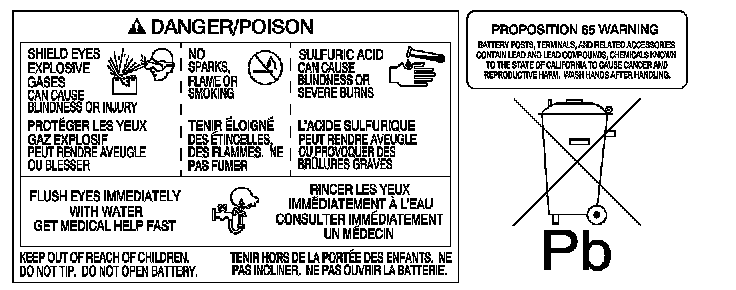 DANGER/POISON
SHIELD EYES
EXPLOSIVE
GASES
CAN CAUSE
BLINDNESS OR INJURY
NO
SPARKS,
FLAME OR
SMOKING
SULFURIC ACID
CAN CAUSE
BLINDNESS OR
SEVERE BURNS
PROTÉGER LES YEUX
GAZ EXPLOSIF
PEUT RENDRE AVEUGLE
OU BLESSER
TENIR ÉLOIGNÉ
DES ÉTINCELLES,
DES FLAMMES. NE
PAS FUMER
L'ACIDE SULFURIQUE
PEUT RENDRE AVEUGLE
OU PROVOQUER DES
BRÛLURES GRAVES
FLUSH EYES IMMEDIATELY
WITH WATER
GET MEDICAL HELP FAST
RINCER LES YEUX
IMMÉDIATEMENT À L'EAU
CONSULTER IMMÉDIATEMENT
UN MÉDECIN
KEEP OUT OF REACH OF CHILDREN.
DO NOT TIP. DO NOT OPEN BATTERY.
TENIR HORS DE LA PORTÉE DES ENFANTS. NE
PAS INCLINER. NE PAS OUVRIR LA BATTERIE.
PROPOSITION 65 WARNING
BATTERY POSTS, TERMINALS, AND RELATED ACCESSORIES
CONTAIN LEAD AND LEAD COMPOUNDS, CHEMICALS KNOWN
TO THE STATE OF CALIFORNIA TO CAUSE CANCER AND
REPRODUCTIVE HARM. WASH HANDS AFTER HANDLING.
Pb